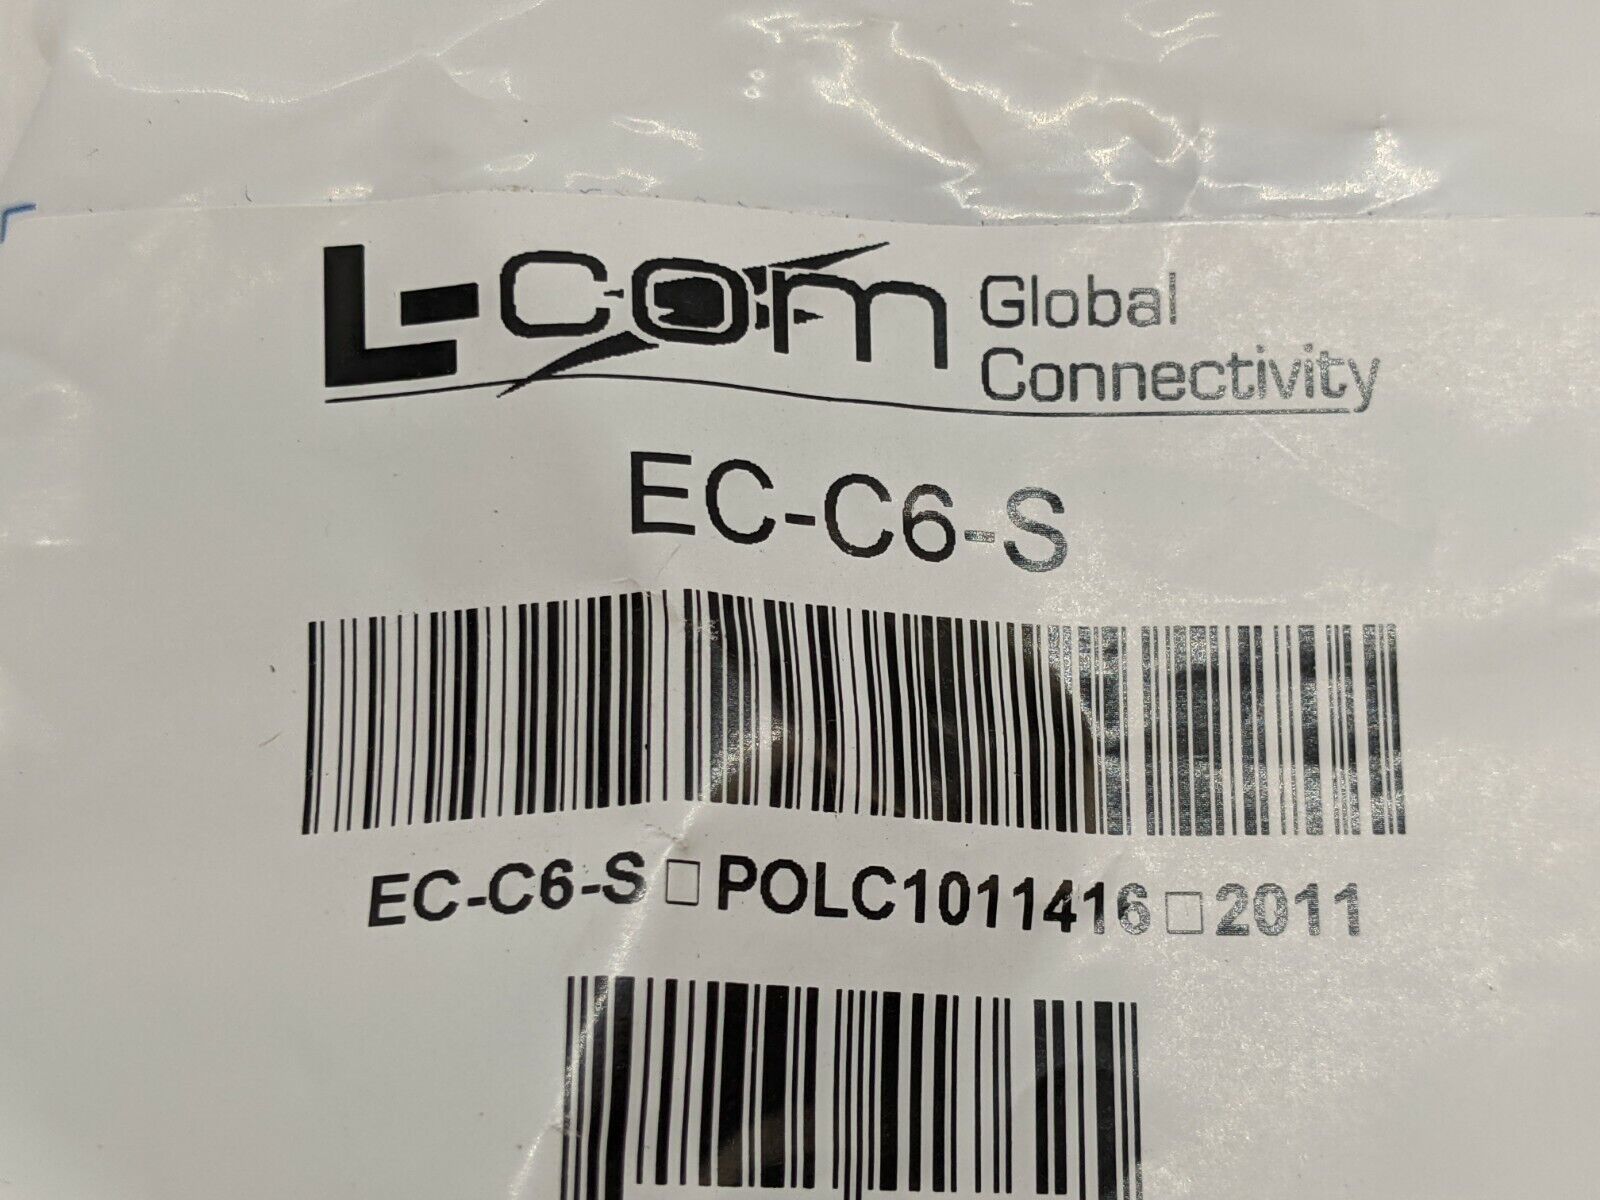 L-com Global
Connectivity
EC-C6-S
EC-C6-S□POLC1011416□2011